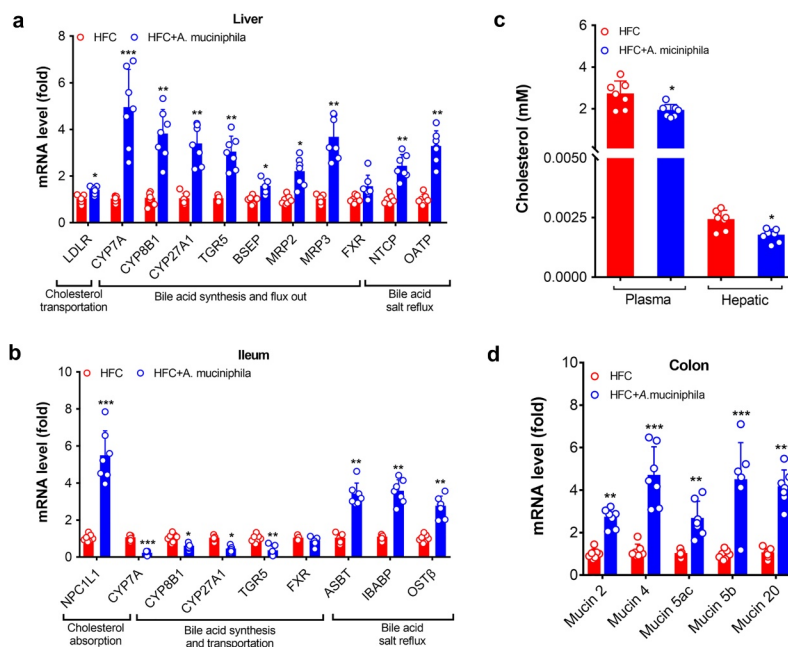 a
Liver
HFC
HFC+A. muciniphila
mRNA level (fold)
8
6
4
2
0
***
**
**
**
*
*
**
**
**
*
LDLR
CYP7A
CYP8B1
CYP27A1
TGR5
BSEP
MRP2
MRP3
FXR
NTCP
OATP
Cholesterol
transportation
Bile acid synthesis and flux out
Bile acid
salt reflux
b
Ileum
HFC
HFC+A. muciniphila
mRNA level (fold)
10
8
6
4
2
0
***
***
*
*
**
**
**
**
NPC1L1
CYP7A
CYP8B1
CYP27A1
TGR5
FXR
ASBT
IBABP
OSTβ
Cholesterol
absorption
Bile acid synthesis
and transportation
Bile acid
salt reflux
c
HFC
HFC+A. miciniphila
Cholesterol (mM)
6
4
2
0.0050
0.0025
0.0000
*
*
Plasma
Hepatic
d
Colon
HFC
HFC+A.muciniphila
mRNA level (fold)
10
8
6
4
2
0
**
***
**
***
***
Mucin 2
Mucin 4
Mucin 5ac
Mucin 5b
Mucin 20